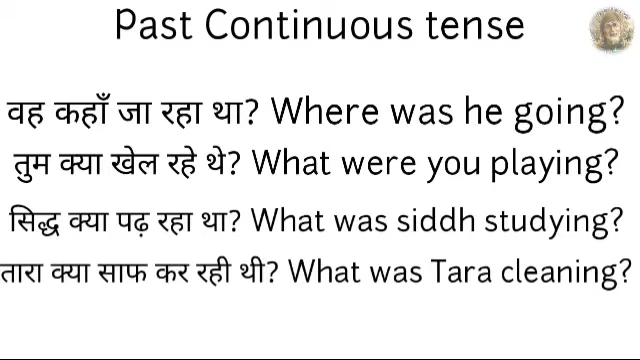 Past Continuous tense
वह कहाँ जा रहा था? Where was he going?
तुम क्या खेल रहे थे? What were you playing?
सिद्ध क्या पढ़ रहा था? What was siddh studying?
तारा क्या साफ कर रही थी? What was Tara cleaning?